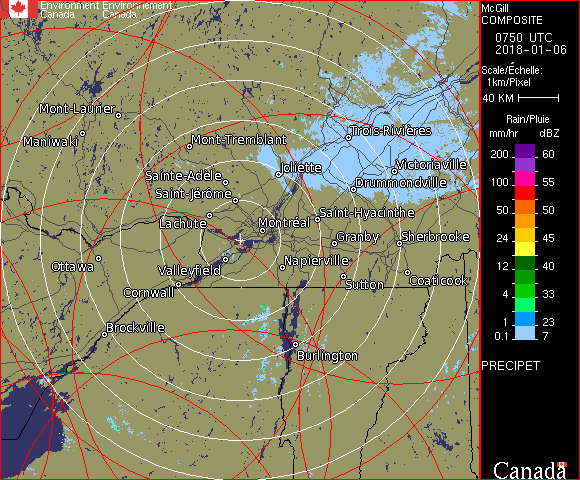 Environment Environnement
Canada Canada
McGill
COMPOSITE
0750 UTC
2018-01-06
Scale/Échelle:
1km/Pixel
40 KM
Rain/Pluie
mm/hr dBZ
200 60
100 55
50 50
24 45
12 40
4 33
1 23
0.1 7
PRECIPET
Canada
Mont-Laurier
Maniwaki
Mont-Tremblant
Trois-Rivières
Joliette
Victoriaville
Sainte-Adèle
Drummondville
Saint-Jérôme
Lachute
Saint-Hyacinthe
Montréal
Granby
Sherbrooke
Ottawa
Valleyfield
Napierville
Cornwall
Sutton
Coaticook
Brockville
Burlington